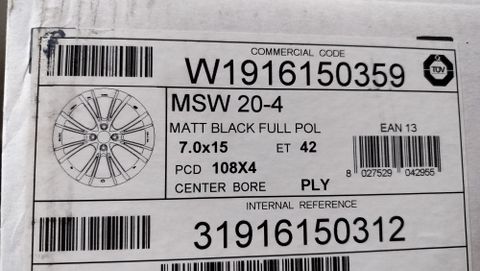 COMMERCIAL CODE
W1916150359
TÜV
MSW 20-4
MATT BLACK FULL POL
EAN 13
7.0x15 ET 42
PCD 108X4
8 027529 042955
CENTER BORE PLY
INTERNAL REFERENCE
31916150312